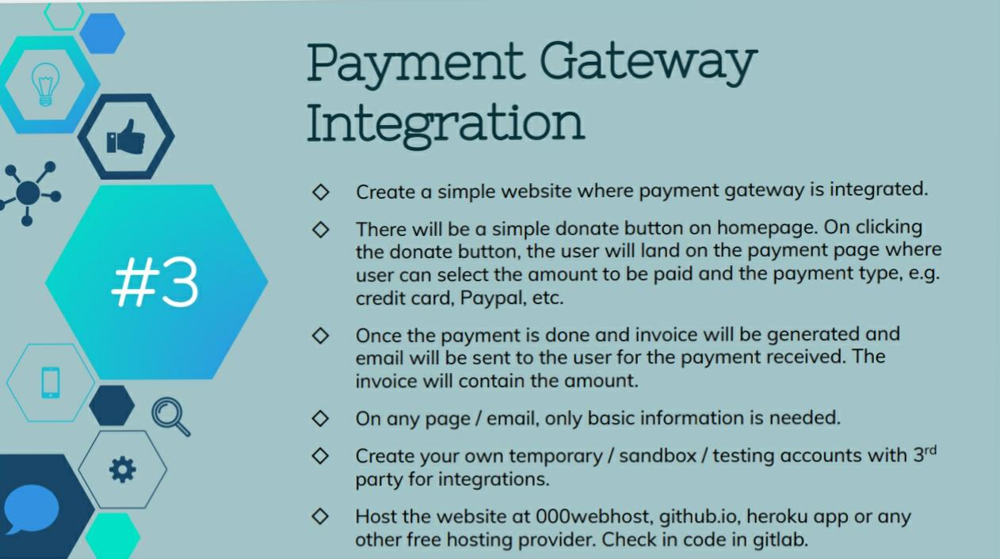 Payment Gateway
Integration
#3
Create a simple website where payment gateway is integrated.
There will be a simple donate button on homepage. On clicking
the donate button, the user will land on the payment page where
user can select the amount to be paid and the payment type, e.g.
credit card, Paypal, etc.
Once the payment is done and invoice will be generated and
email will be sent to the user for the payment received. The
invoice will contain the amount.
On any page / email, only basic information is needed.
Create your own temporary / sandbox / testing accounts with 3rd
party for integrations.
Host the website at 000webhost, github.io, heroku app or any
other free hosting provider. Check in code in gitlab.